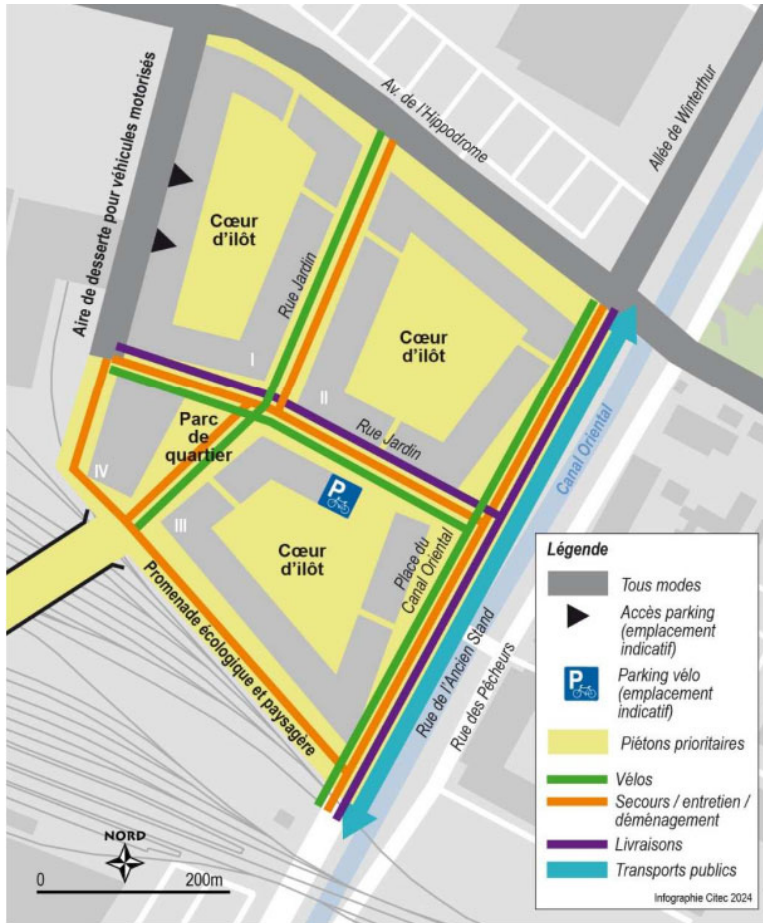 Av. de l'Hippodrome
Allée de Winterthur
Aire de desserte pour véhicules motorisés
Cœur
d'ilôt
Rue Jardin
Cœur
d'ilôt
I
II
Rue Jardin
Parc
de
quartier
IV
III
P
Cœur
d'ilôt
Place du
Canal Oriental
Canal Oriental
Promenade écologique et paysagère
Rue de l'Ancien Stand
Rue des Pêcheurs
NORD
0 200m
Légende
Tous modes
Accès parking
(emplacement
indicatif)
P
Parking vélo
(emplacement
indicatif)
Piétons prioritaires
Vélos
Secours / entretien /
déménagement
Livraisons
Transports publics
Infographie Citec 2024